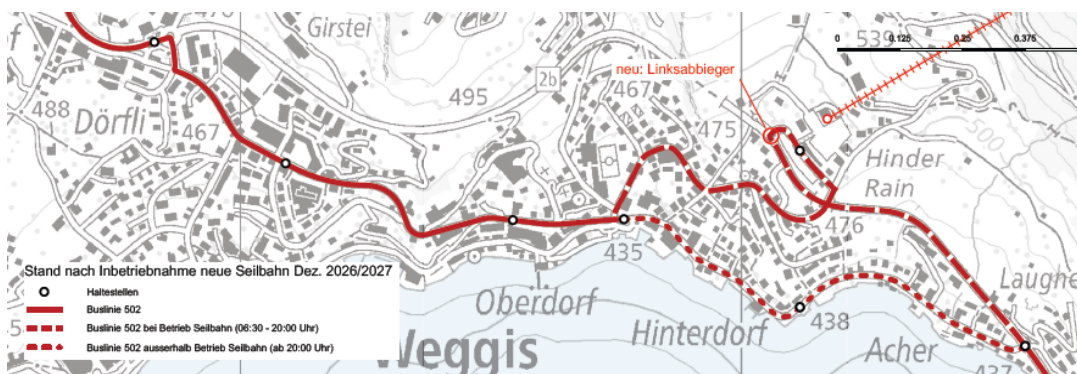 Girstei
539
0 0.125 0.25 0.375
neu: Linksabbieger
2b
467
495
475
488
Dörfli
467
Hinder
Rain
500
476
435
Laugne
Stand nach Inbetriebnahme neue Seilbahn Dez. 2026/2027
Haltestellen
Buslinie 502
Buslinie 502 bei Betrieb Seilbahn (06:30 - 20:00 Uhr)
Buslinie 502 ausserhalb Betrieb Seilbahn (ab 20:00 Uhr)
Oberdorf
Hinterdorf
438
Acher
Weggis
437